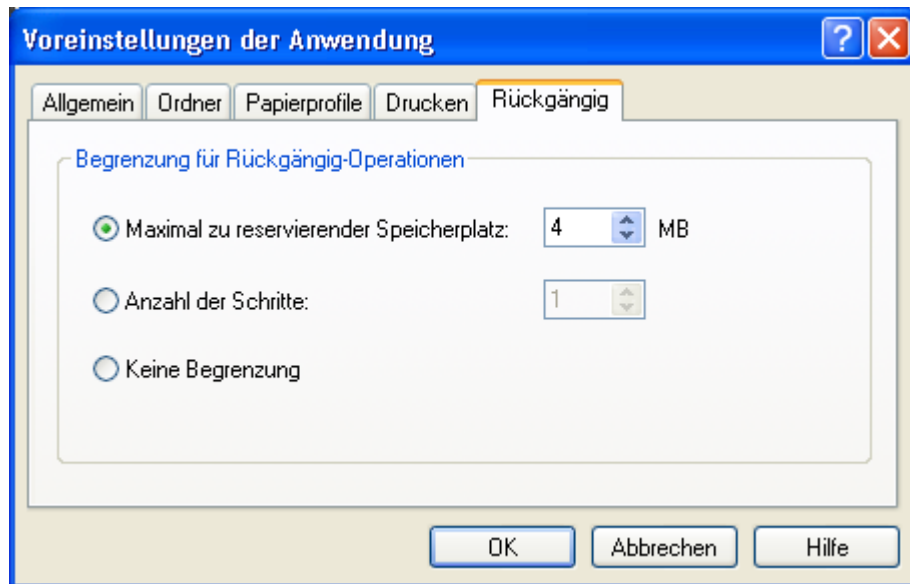 Voreinstellungen der Anwendung
Allgemein Ordner Papierprofile Drucken Rückgängig
Begrenzung für Rückgängig-Operationen
Maximal zu reservierender Speicherplatz: 4 MB
Anzahl der Schritte: 1
Keine Begrenzung
OK Abbrechen Hilfe